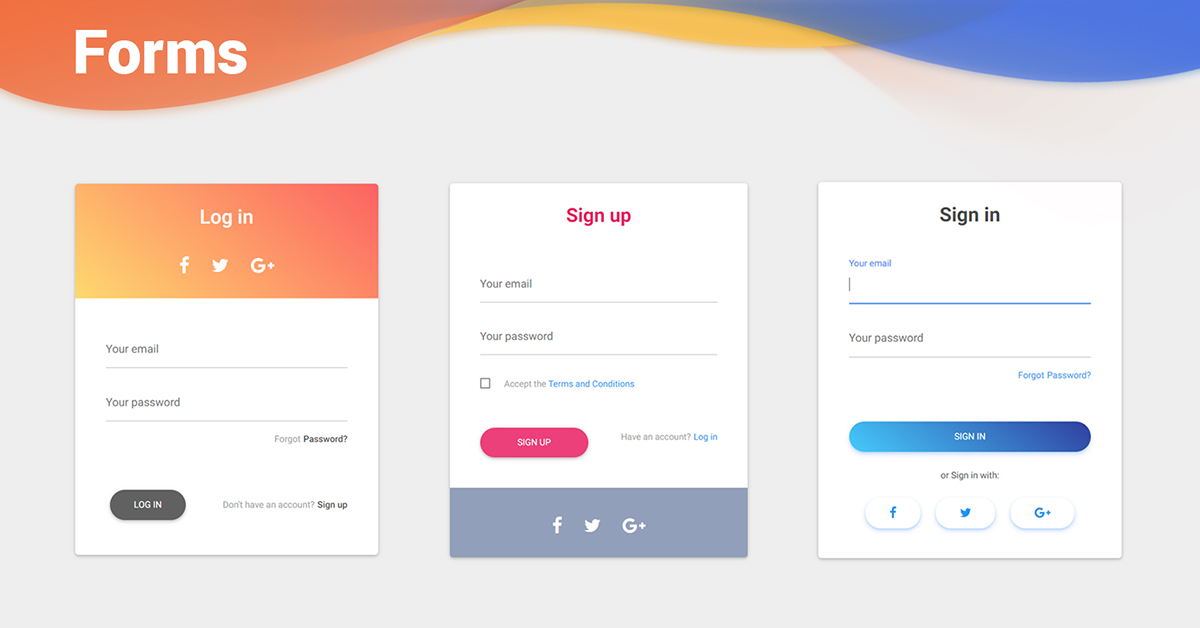 Forms
Log in
G+
Your email
Your password
Forgot Password?
LOG IN
Don't have an account? Sign up
Sign up
Your email
Your password
Accept the Terms and Conditions
SIGN UP
Have an account? Log in
G+
Sign in
Your email
Your password
Forgot Password?
SIGN IN
or Sign in with:
G+